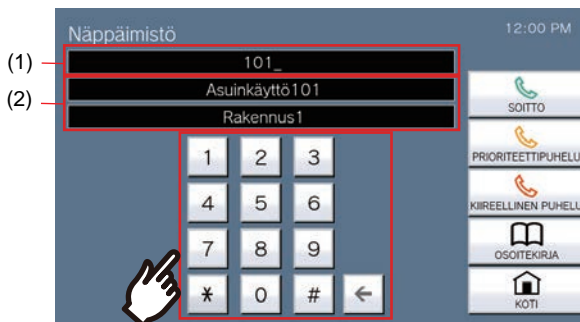 Näppäimistö
12:00 PM
(1)
101_
(2)
Asuinkäyttö101
Rakennus1
1 2 3
4 5 6
7 8 9
* 0 # ←
SOITTO
PRIORITEETTIPUHELU
KIIREELLINEN PUHELU
OSOITEKIRJA
KOTI